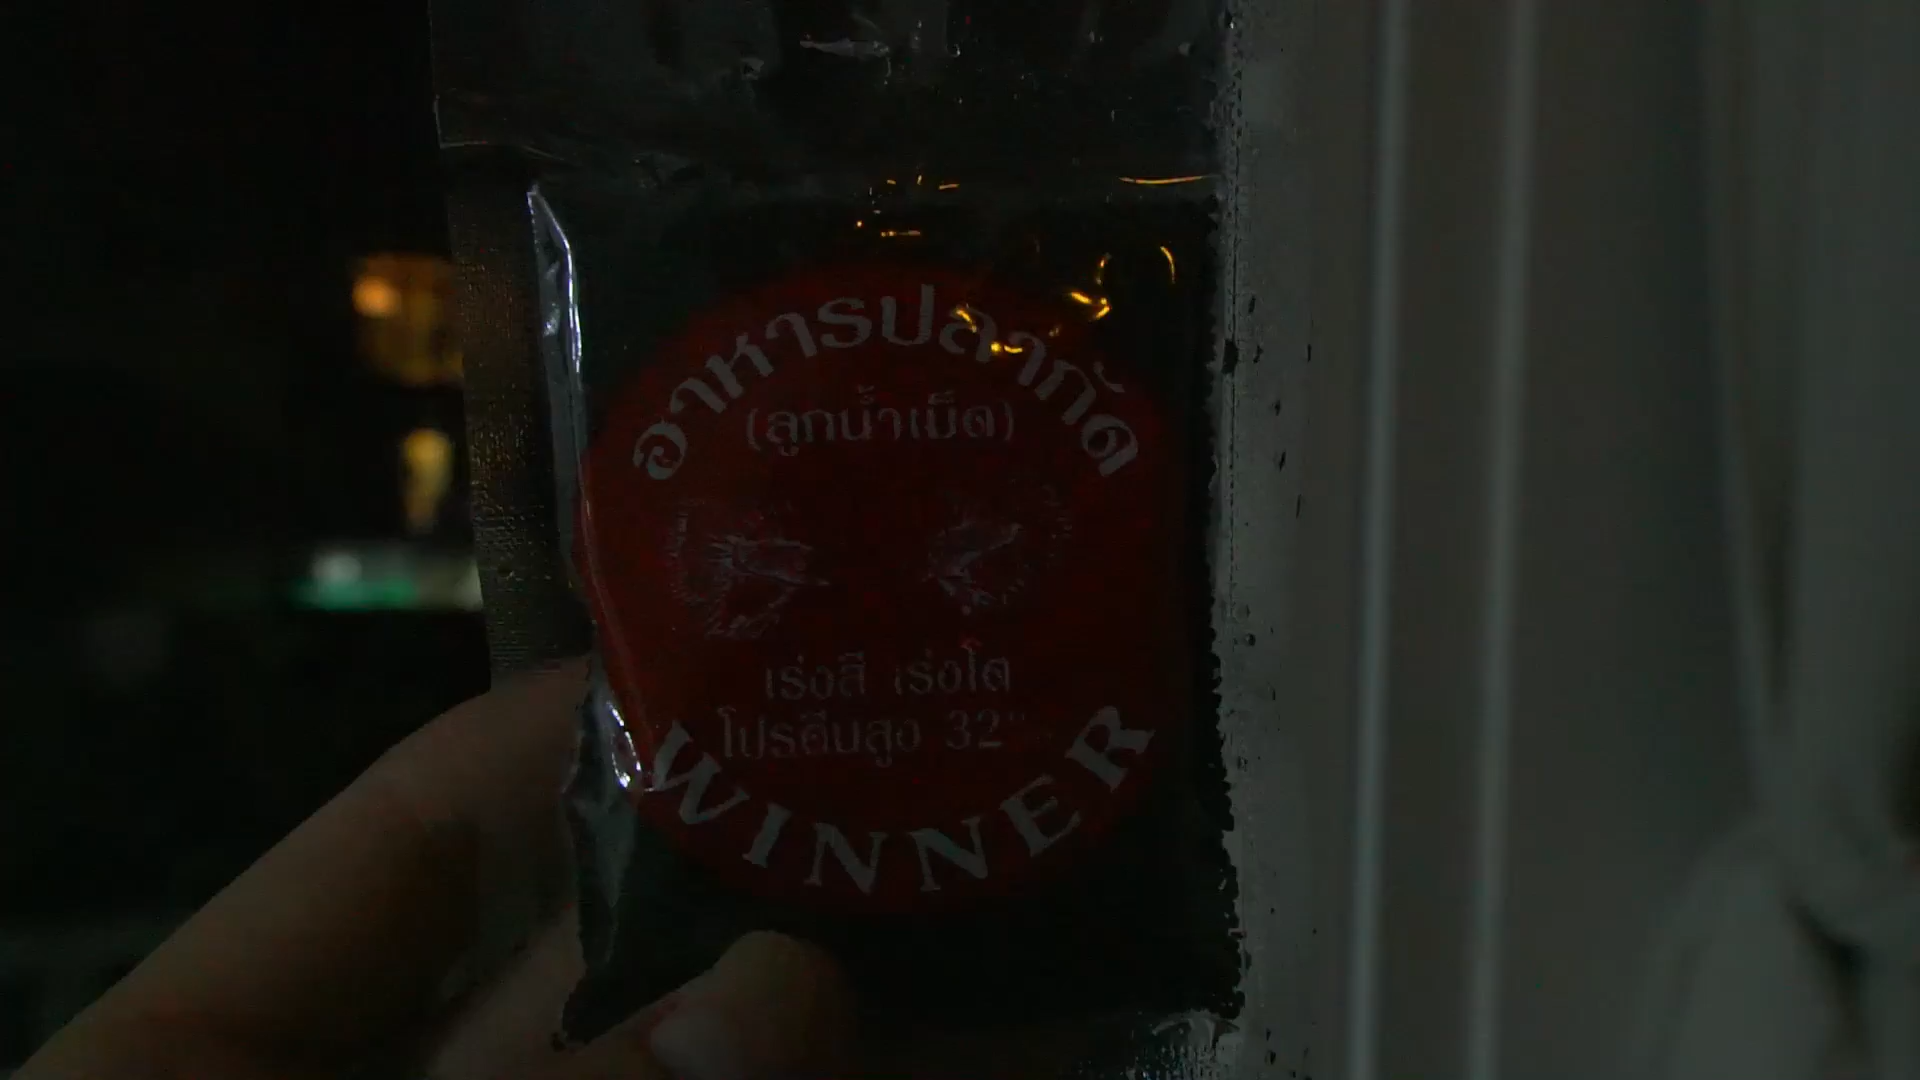 อาหารปลากัด
(ลูกน้ำเม็ด)
เร่งสี เร่งโต
โปรตีนสูง 32%
WINNER